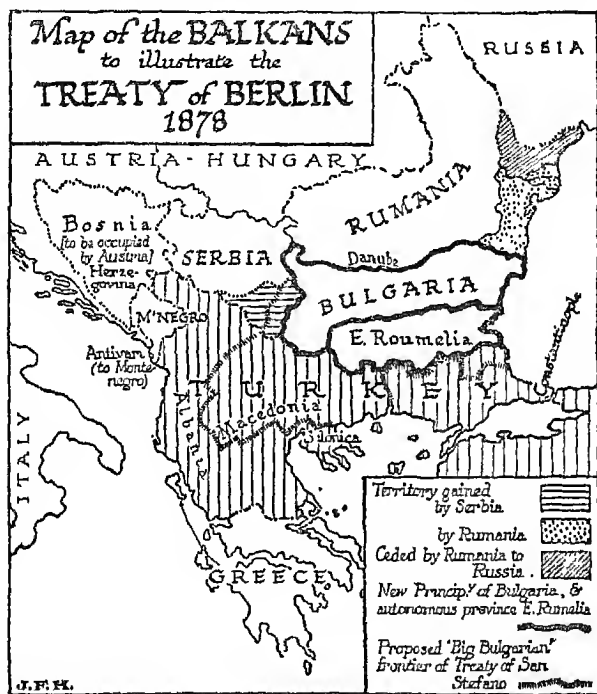 Map of the BALKANS
to illustrate the
TREATY of BERLIN
1878
RUSSIA
AUSTRIA-HUNGARY
RUMANIA
Bosnia
[to be occupied
by Austria]
Herze-
govina
SERBIA
Danube
BULGARIA
M'NEGRO
E. Roumelia
Constantinople
Antivari
(to Monte-
negro)
TURKEY
Albania
Macedonia
Salonica
ITALY
GREECE
Territory gained
by Serbia
by Rumania
Ceded by Rumania to
Russia.
New Princip.y of Bulgaria, &
autonomous province E. Rumelia
Proposed "Big Bulgarian"
frontier of Treaty of San
Stefano
J.F.H.